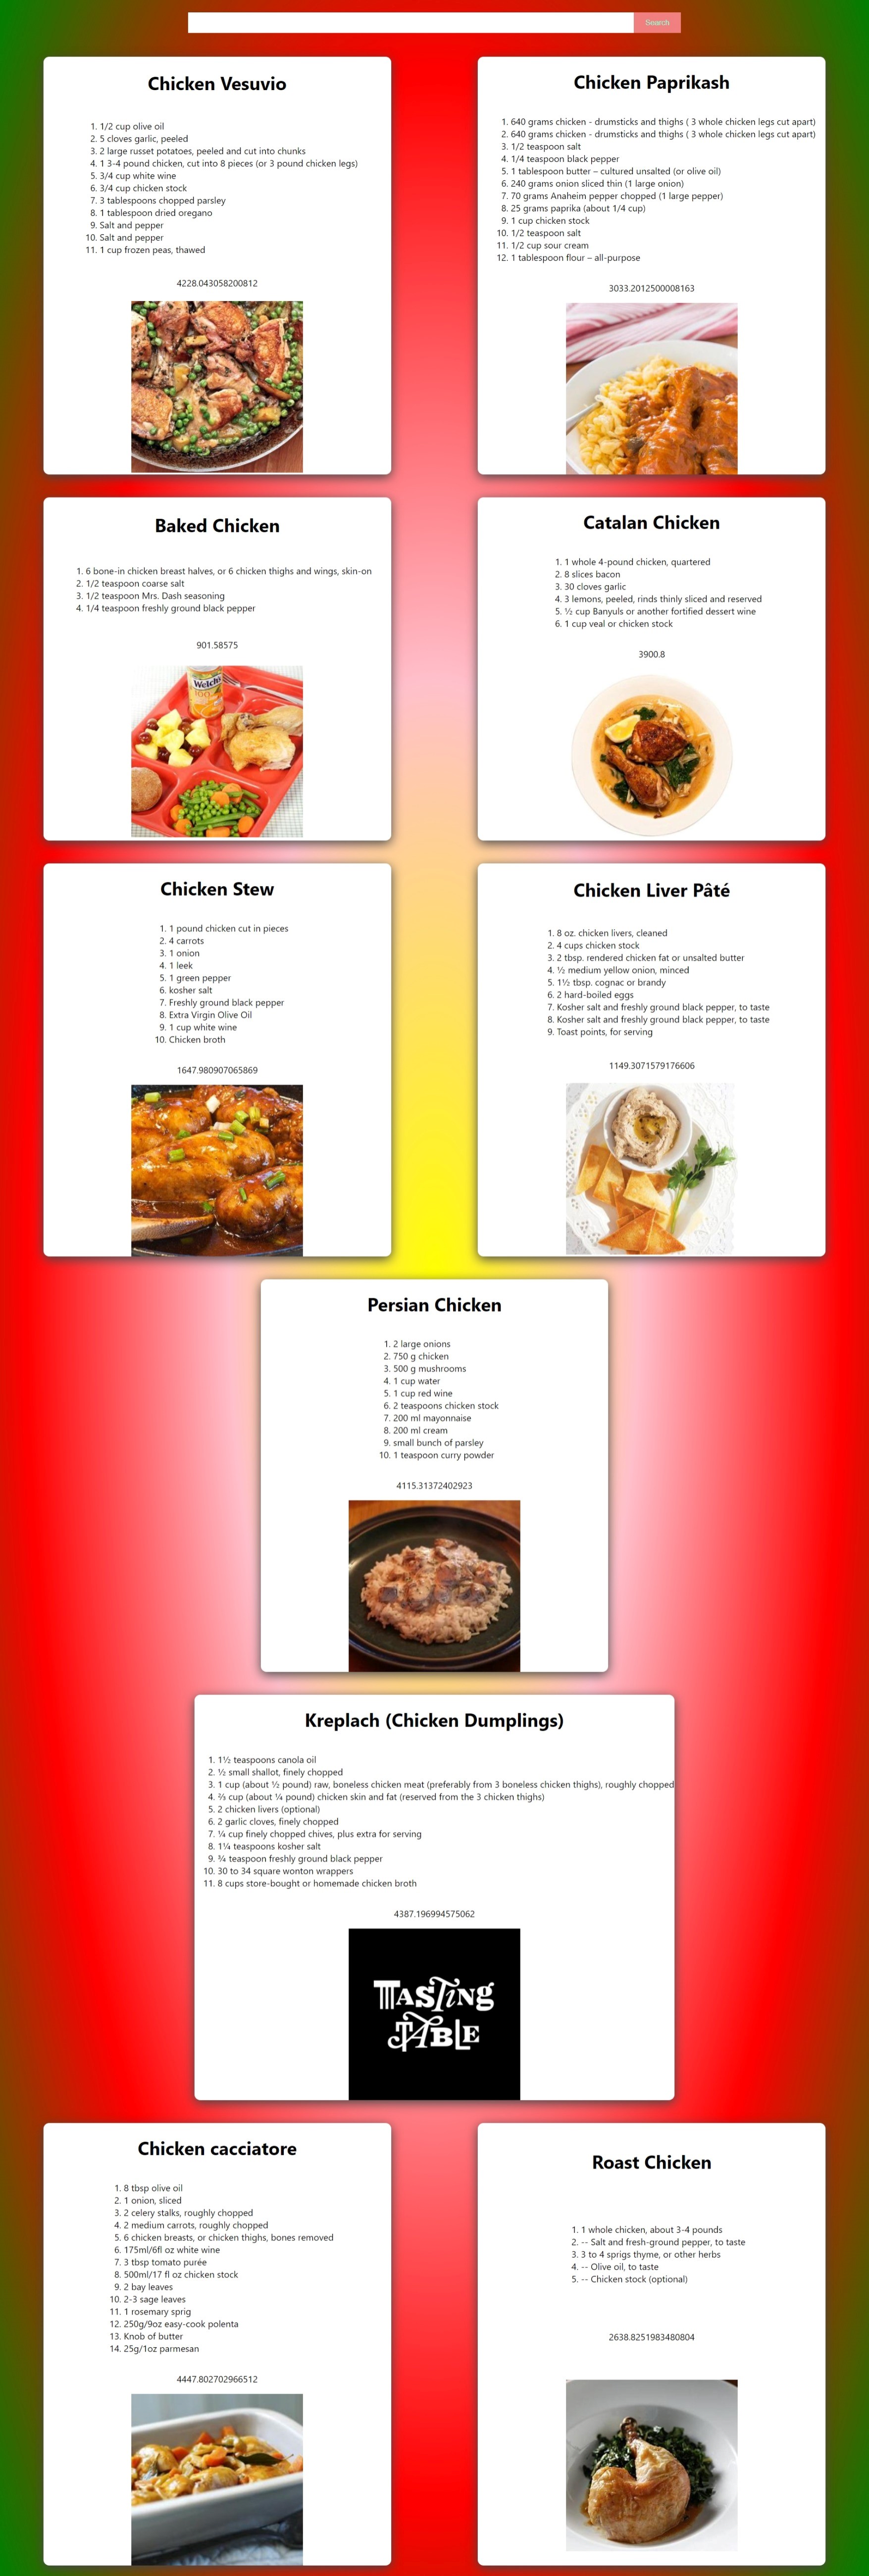 Search
Chicken Vesuvio
1. 1/2 cup olive oil
2. 5 cloves garlic, peeled
3. 2 large russet potatoes, peeled and cut into chunks
4. 1 3-4 pound chicken, cut into 8 pieces (or 3 pound chicken legs)
5. 3/4 cup white wine
6. 3/4 cup chicken stock
7. 3 tablespoons chopped parsley
8. 1 tablespoon dried oregano
9. Salt and pepper
10. Salt and pepper
11. 1 cup frozen peas, thawed
4228.043058200812
Chicken Paprikash
1. 640 grams chicken - drumsticks and thighs ( 3 whole chicken legs cut apart)
2. 640 grams chicken - drumsticks and thighs ( 3 whole chicken legs cut apart)
3. 1/2 teaspoon salt
4. 1/4 teaspoon black pepper
5. 1 tablespoon butter – cultured unsalted (or olive oil)
6. 240 grams onion sliced thin (1 large onion)
7. 70 grams Anaheim pepper chopped (1 large pepper)
8. 25 grams paprika (about 1/4 cup)
9. 1 cup chicken stock
10. 1/2 teaspoon salt
11. 1/2 cup sour cream
12. 1 tablespoon flour – all-purpose
3033.2012500008163
Baked Chicken
1. 6 bone-in chicken breast halves, or 6 chicken thighs and wings, skin-on
2. 1/2 teaspoon coarse salt
3. 1/2 teaspoon Mrs. Dash seasoning
4. 1/4 teaspoon freshly ground black pepper
901.58575
Welch's
100
Catalan Chicken
1. 1 whole 4-pound chicken, quartered
2. 8 slices bacon
3. 30 cloves garlic
4. 3 lemons, peeled, rinds thinly sliced and reserved
5. ½ cup Banyuls or another fortified dessert wine
6. 1 cup veal or chicken stock
3900.8
Chicken Stew
1. 1 pound chicken cut in pieces
2. 4 carrots
3. 1 onion
4. 1 leek
5. 1 green pepper
6. kosher salt
7. Freshly ground black pepper
8. Extra Virgin Olive Oil
9. 1 cup white wine
10. Chicken broth
1647.980907065869
Chicken Liver Pâté
1. 8 oz. chicken livers, cleaned
2. 4 cups chicken stock
3. 2 tbsp. rendered chicken fat or unsalted butter
4. ½ medium yellow onion, minced
5. 1½ tbsp. cognac or brandy
6. 2 hard-boiled eggs
7. Kosher salt and freshly ground black pepper, to taste
8. Kosher salt and freshly ground black pepper, to taste
9. Toast points, for serving
1149.3071579176606
Persian Chicken
1. 2 large onions
2. 750 g chicken
3. 500 g mushrooms
4. 1 cup water
5. 1 cup red wine
6. 2 teaspoons chicken stock
7. 200 ml mayonnaise
8. 200 ml cream
9. small bunch of parsley
10. 1 teaspoon curry powder
4115.31372402923
Kreplach (Chicken Dumplings)
1. 1½ teaspoons canola oil
2. ½ small shallot, finely chopped
3. 1 cup (about ½ pound) raw, boneless chicken meat (preferably from 3 boneless chicken thighs), roughly chopped
4. ⅔ cup (about ¼ pound) chicken skin and fat (reserved from the 3 chicken thighs)
5. 2 chicken livers (optional)
6. 2 garlic cloves, finely chopped
7. ¼ cup finely chopped chives, plus extra for serving
8. 1¼ teaspoons kosher salt
9. ¾ teaspoon freshly ground black pepper
10. 30 to 34 square wonton wrappers
11. 8 cups store-bought or homemade chicken broth
4387.196994575062
TASTING
TABLE
Chicken cacciatore
1. 8 tbsp olive oil
2. 1 onion, sliced
3. 2 celery stalks, roughly chopped
4. 2 medium carrots, roughly chopped
5. 6 chicken breasts, or chicken thighs, bones removed
6. 175ml/6fl oz white wine
7. 3 tbsp tomato purée
8. 500ml/17 fl oz chicken stock
9. 2 bay leaves
10. 2-3 sage leaves
11. 1 rosemary sprig
12. 250g/9oz easy-cook polenta
13. Knob of butter
14. 25g/1oz parmesan
4447.802702966512
Roast Chicken
1. 1 whole chicken, about 3-4 pounds
2. -- Salt and fresh-ground pepper, to taste
3. 3 to 4 sprigs thyme, or other herbs
4. -- Olive oil, to taste
5. -- Chicken stock (optional)
2638.8251983480804